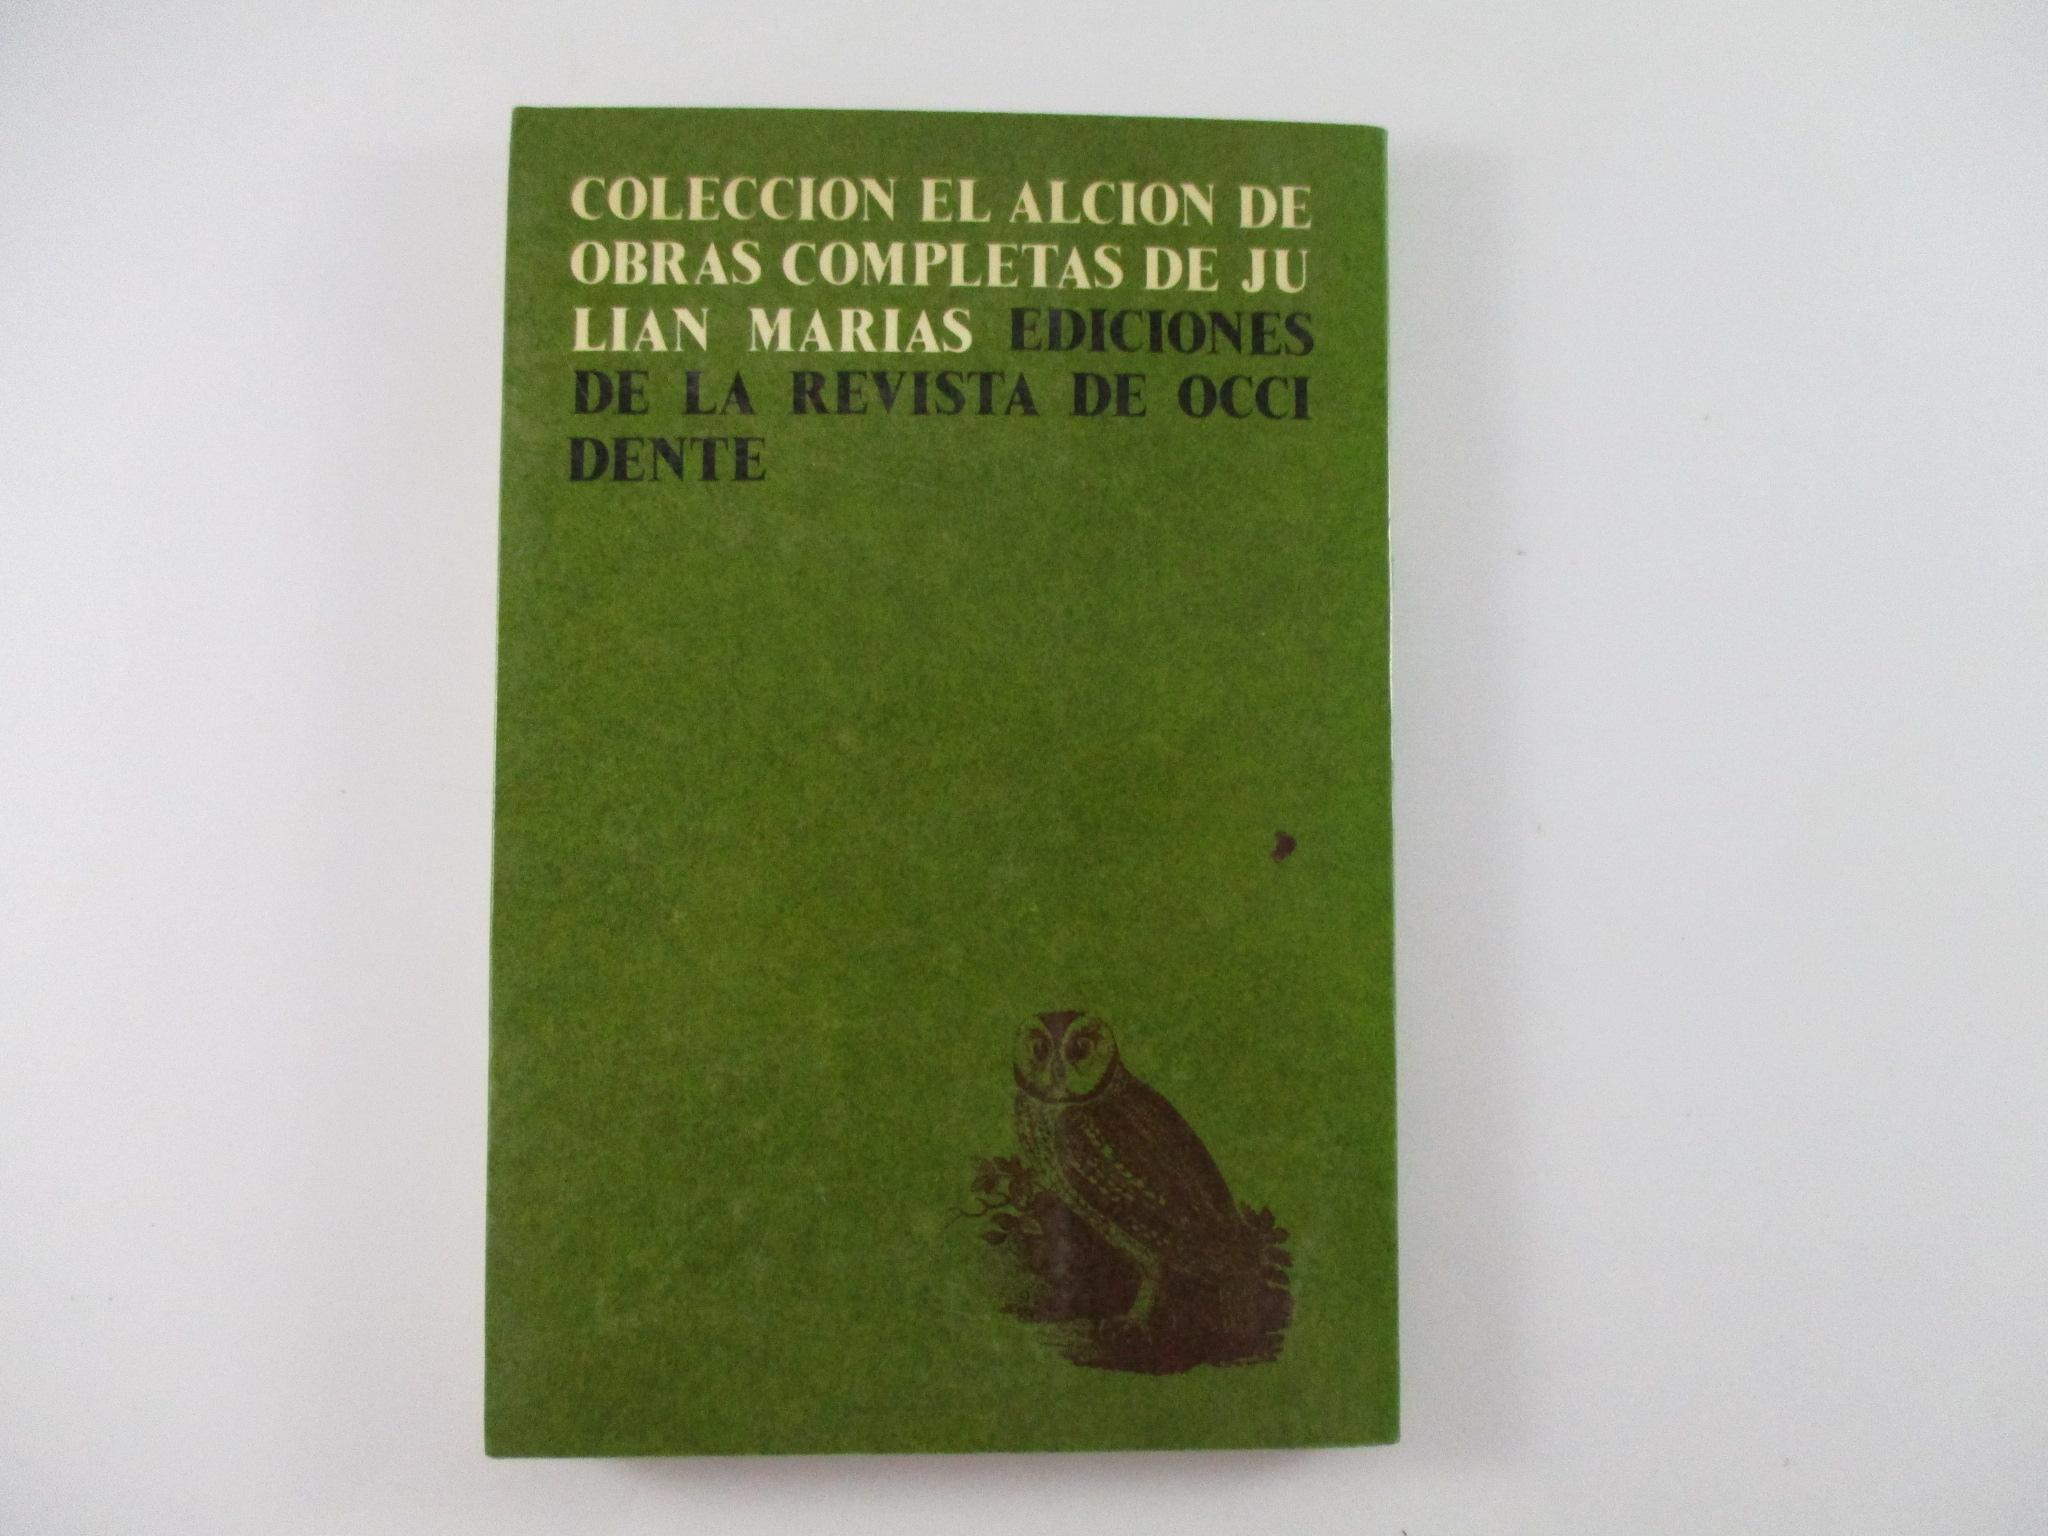 COLECCION EL ALCION DE
OBRAS COMPLETAS DE JU
LIAN MARIAS EDICIONES
DE LA REVISTA DE OCCI
DENTE